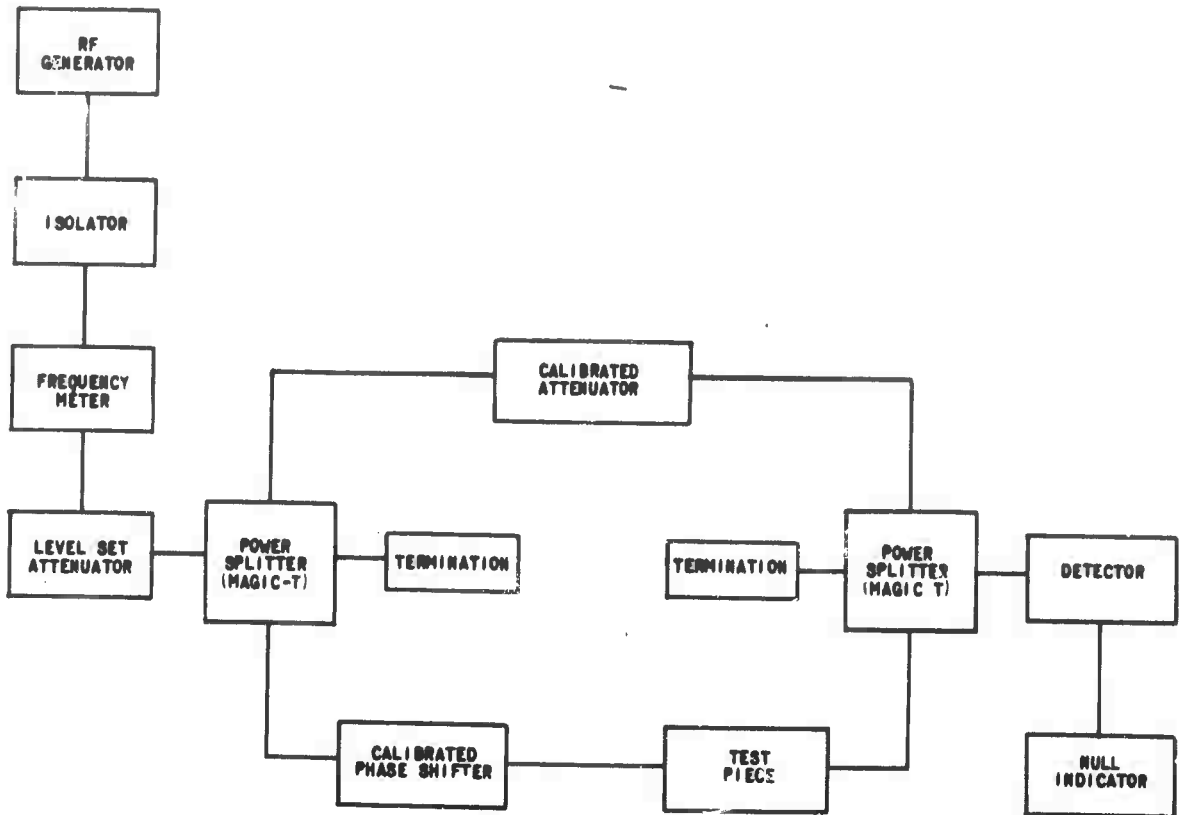 RF
GENERATOR
ISOLATOR
FREQUENCY
METER
LEVEL SET
ATTENUATOR
POWER
SPLITTER
(MAGIC-T)
TERMINATION
CALIBRATED
ATTENUATOR
TERMINATION
POWER
SPLITTER
(MAGIC T)
DETECTOR
CALIBRATED
PHASE SHIFTER
TEST
PIECE
NULL
INDICATOR